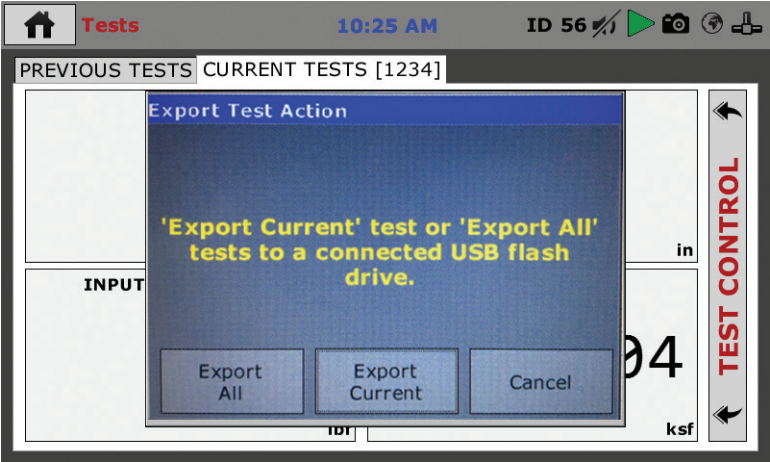 Tests
10:25 AM
ID 56
PREVIOUS TESTS
CURRENT TESTS [1234]
Export Test Action
'Export Current' test or 'Export All'
tests to a connected USB flash
drive.
Export
All
Export
Current
Cancel
in
INPUT
04
lbf
ksf
TEST CONTROL